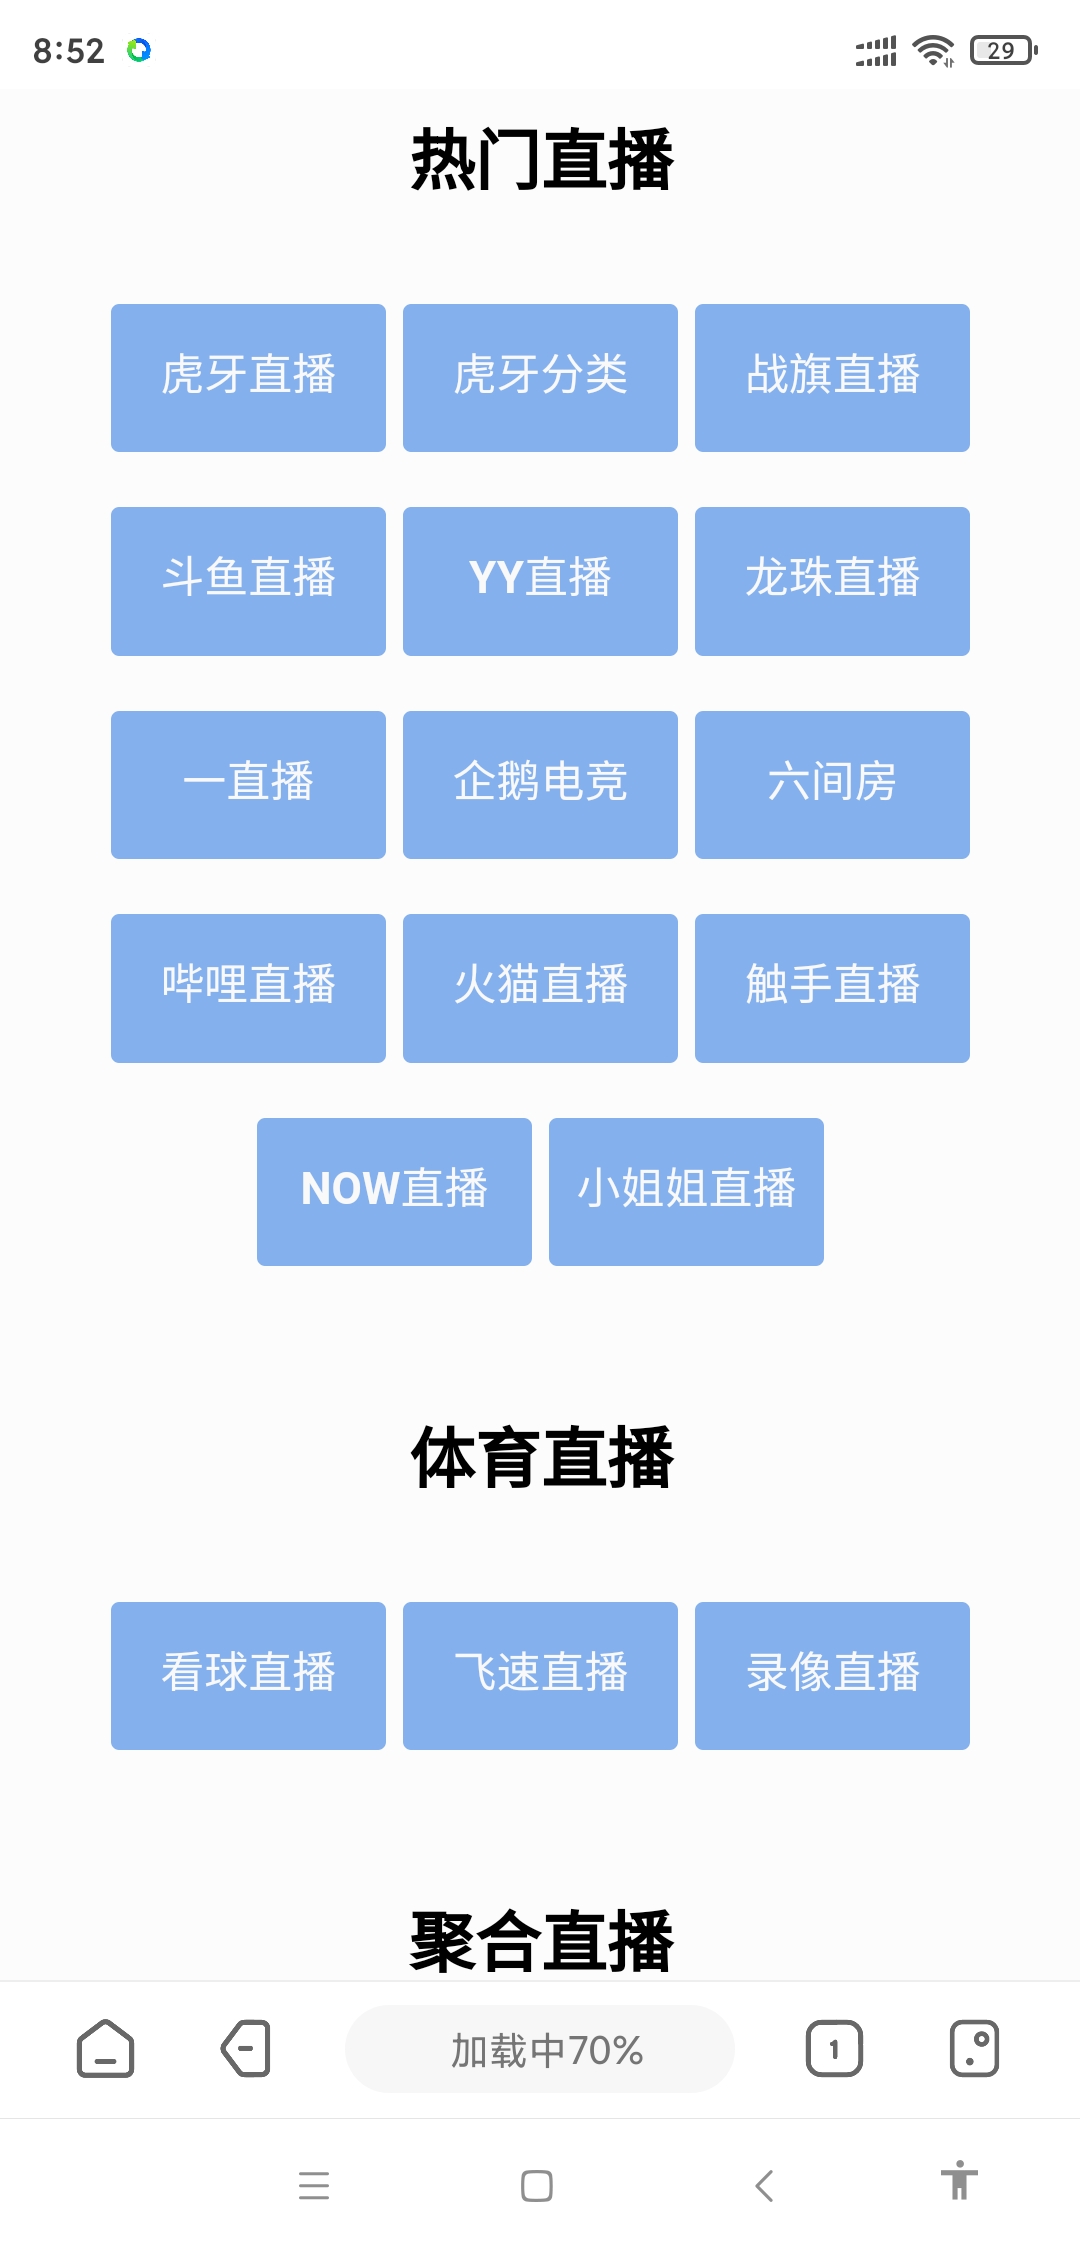 8:52
29
热门直播
虎牙直播 虎牙分类 战旗直播
斗鱼直播 YY直播 龙珠直播
一直播 企鹅电竞 六间房
哔哩直播 火猫直播 触手直播
NOW直播 小姐姐直播
体育直播
看球直播 飞速直播 录像直播
聚合直播
加载中70%
1